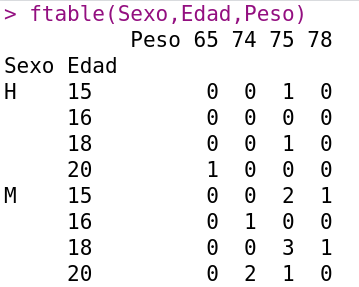 > ftable(Sexo,Edad,Peso)
          Peso 65 74 75 78
Sexo Edad
H    15         0  0  1  0
     16         0  0  0  0
     18         0  0  1  0
     20         1  0  0  0
M    15         0  0  2  1
     16         0  1  0  0
     18         0  0  3  1
     20         0  2  1  0